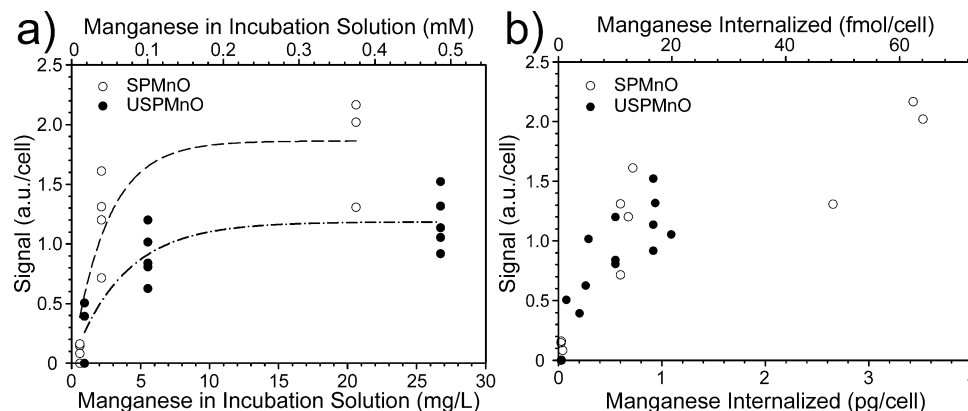 a)
Manganese in Incubation Solution (mM)
0 0.1 0.2 0.3 0.4 0.5
2.5
2.0
1.5
1.0
0.5
0
Signal (a.u./cell)
SPMnO
USPMnO
0 5 10 15 20 25 30
Manganese in Incubation Solution (mg/L)
b)
Manganese Internalized (fmol/cell)
0 20 40 60
2.5
2.0
1.5
1.0
0.5
0
Signal (a.u./cell)
SPMnO
USPMnO
0 1 2 3
Manganese Internalized (pg/cell)